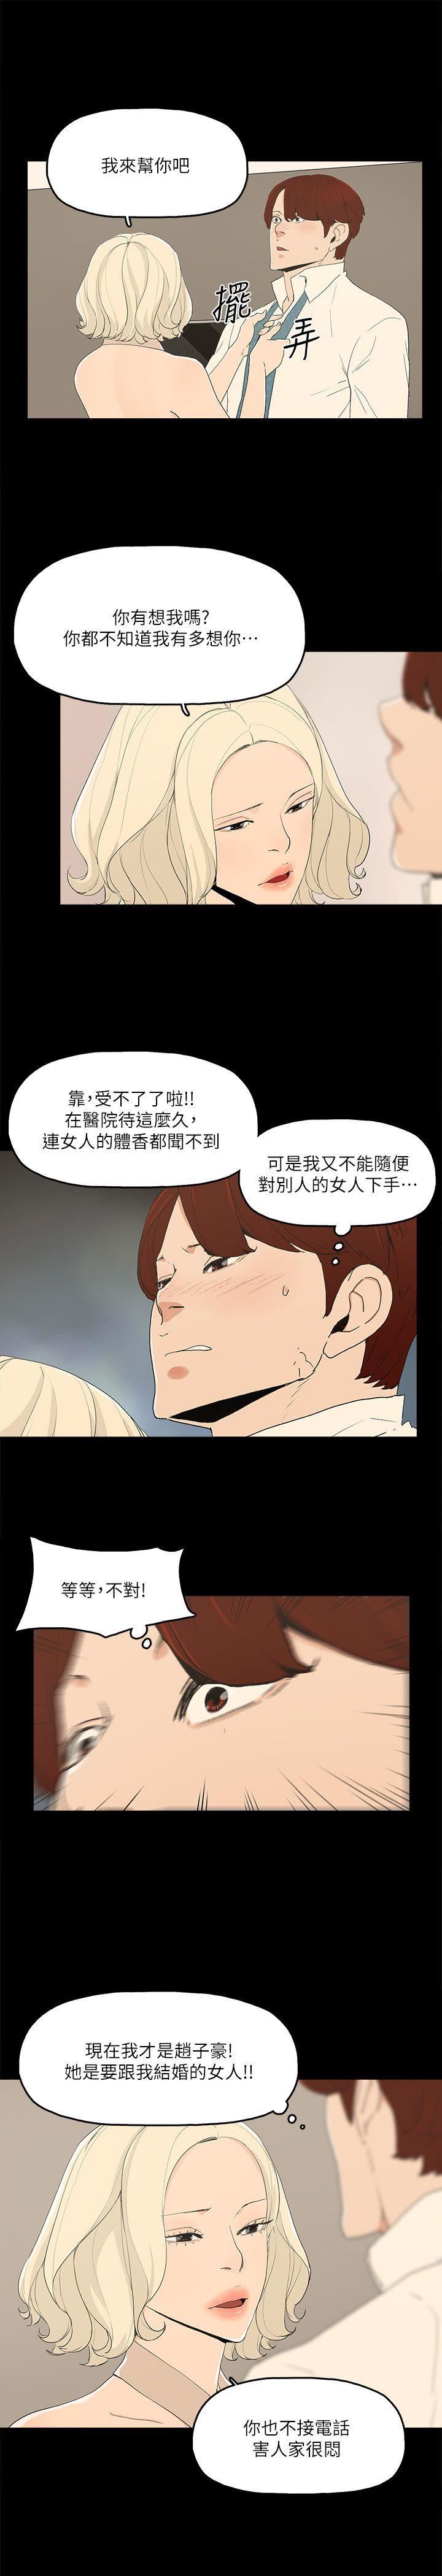 我來幫你吧
擺
弄
你有想我嗎?
你都不知道我有多想你…
靠,受不了了啦!!
在醫院待這麼久,
連女人的體香都聞不到
可是我又不能隨便
對別人的女人下手…
等等,不對!
現在我才是趙子豪!
她是要跟我結婚的女人!!
你也不接電話
害人家很悶